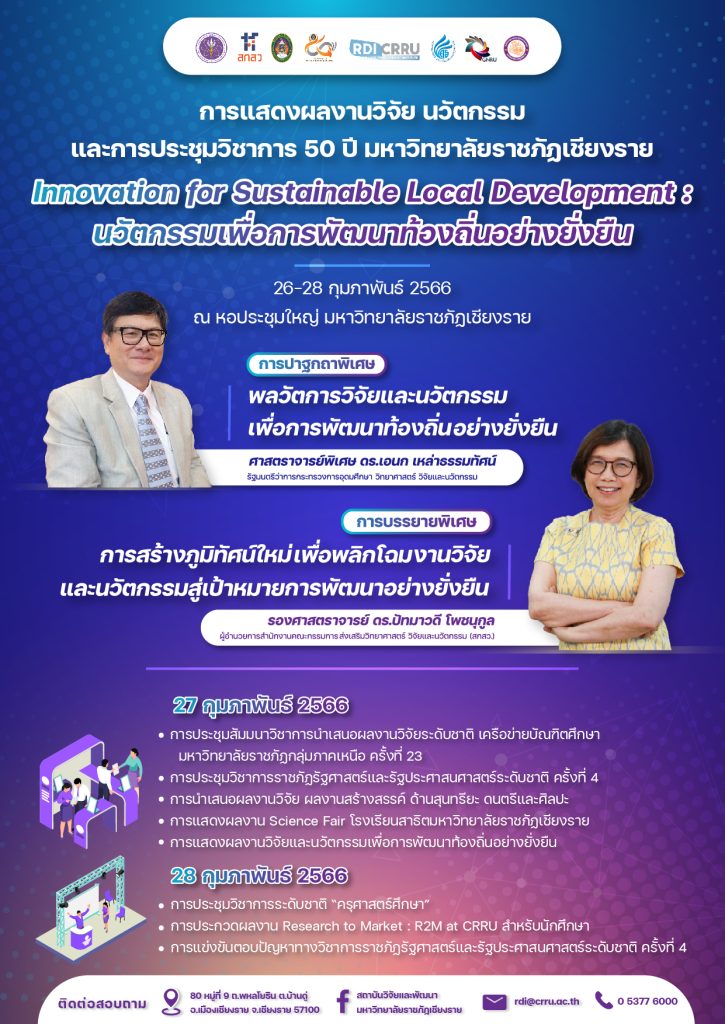 สกสว
RDI CRRU
การแสดงผลงานวิจัย นวัตกรรม
และการประชุมวิชาการ 50 ปี มหาวิทยาลัยราชภัฏเชียงราย
Innovation for Sustainable Local Development :
นวัตกรรมเพื่อการพัฒนาท้องถิ่นอย่างยั่งยืน
26-28 กุมภาพันธ์ 2566
ณ หอประชุมใหญ่ มหาวิทยาลัยราชภัฏเชียงราย
การปาฐกถาพิเศษ
พลวัตการวิจัยและนวัตกรรม
เพื่อการพัฒนาท้องถิ่นอย่างยั่งยืน
ศาสตราจารย์พิเศษ ดร.เอนก เหล่าธรรมทัศน์
รัฐมนตรีว่าการกระทรวงการอุดมศึกษา วิทยาศาสตร์ วิจัยและนวัตกรรม
การบรรยายพิเศษ
การสร้างภูมิทัศน์ใหม่ เพื่อพลิกโฉมงานวิจัย
และนวัตกรรมสู่เป้าหมายการพัฒนาอย่างยั่งยืน
รองศาสตราจารย์ ดร.ปัทมาวดี โพชนุกูล
ผู้อำนวยการสำนักงานคณะกรรมการส่งเสริมวิทยาศาสตร์ วิจัยและนวัตกรรม (สกสว.)
27 กุมภาพันธ์ 2566
• การประชุมสัมมนาวิชาการนำเสนอผลงานวิจัยระดับชาติ เครือข่ายบัณฑิตศึกษา
มหาวิทยาลัยราชภัฏกลุ่มภาคเหนือ ครั้งที่ 23
• การประชุมวิชาการราชภัฏรัฐศาสตร์และรัฐประศาสนศาสตร์ระดับชาติ ครั้งที่ 4
• การนำเสนอผลงานวิจัย ผลงานสร้างสรรค์ ด้านสุนทรียะ ดนตรีและศิลปะ
• การแสดงผลงาน Science Fair โรงเรียนสาธิตมหาวิทยาลัยราชภัฏเชียงราย
• การแสดงผลงานวิจัยและนวัตกรรมเพื่อการพัฒนาท้องถิ่นอย่างยั่งยืน
28 กุมภาพันธ์ 2566
• การประชุมวิชาการระดับชาติ “ครุศาสตร์ศึกษา”
• การประกวดผลงาน Research to Market : R2M at CRRU สำหรับนักศึกษา
• การแข่งขันตอบปัญหาทางวิชาการราชภัฏรัฐศาสตร์และรัฐประศาสนศาสตร์ระดับชาติ ครั้งที่ 4
ติดต่อสอบถาม
80 หมู่ที่ 9 ถ.พหลโยธิน ต.บ้านดู่
อ.เมืองเชียงราย จ.เชียงราย 57100
สถาบันวิจัยและพัฒนา
มหาวิทยาลัยราชภัฏเชียงราย
rdi@crru.ac.th
0 5377 6000